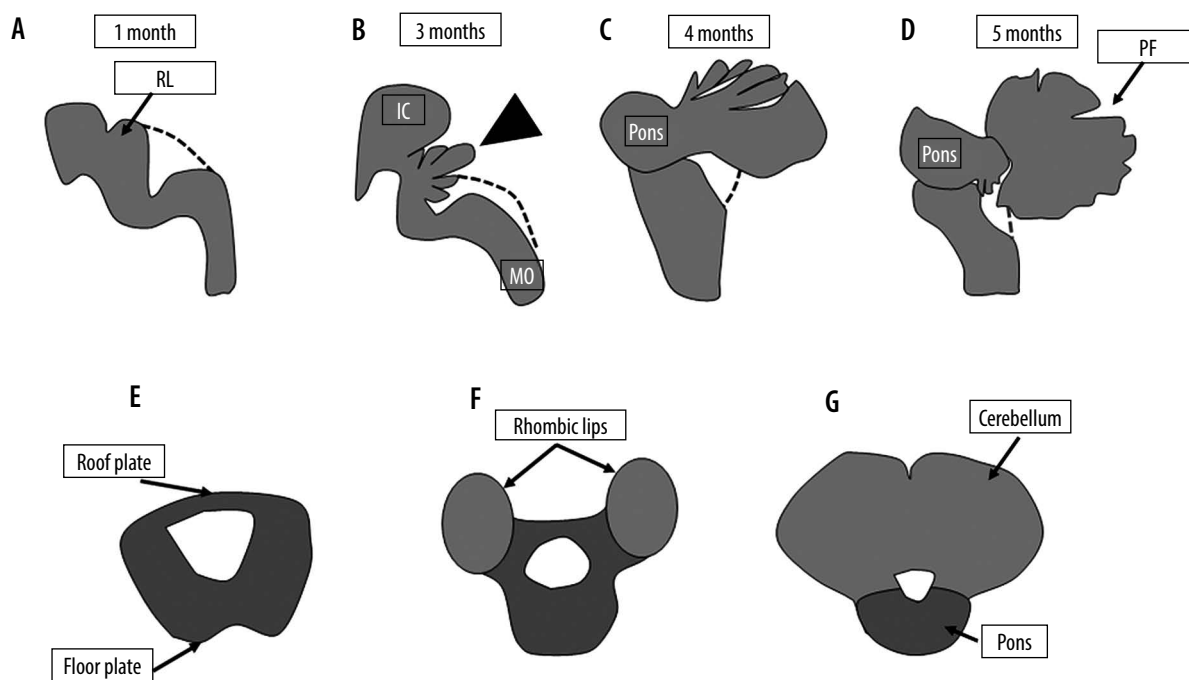 A
1 month
RL
B
3 months
IC
MO
C
4 months
Pons
D
5 months
PF
Pons
E
Roof plate
Floor plate
F
Rhombic lips
G
Cerebellum
Pons